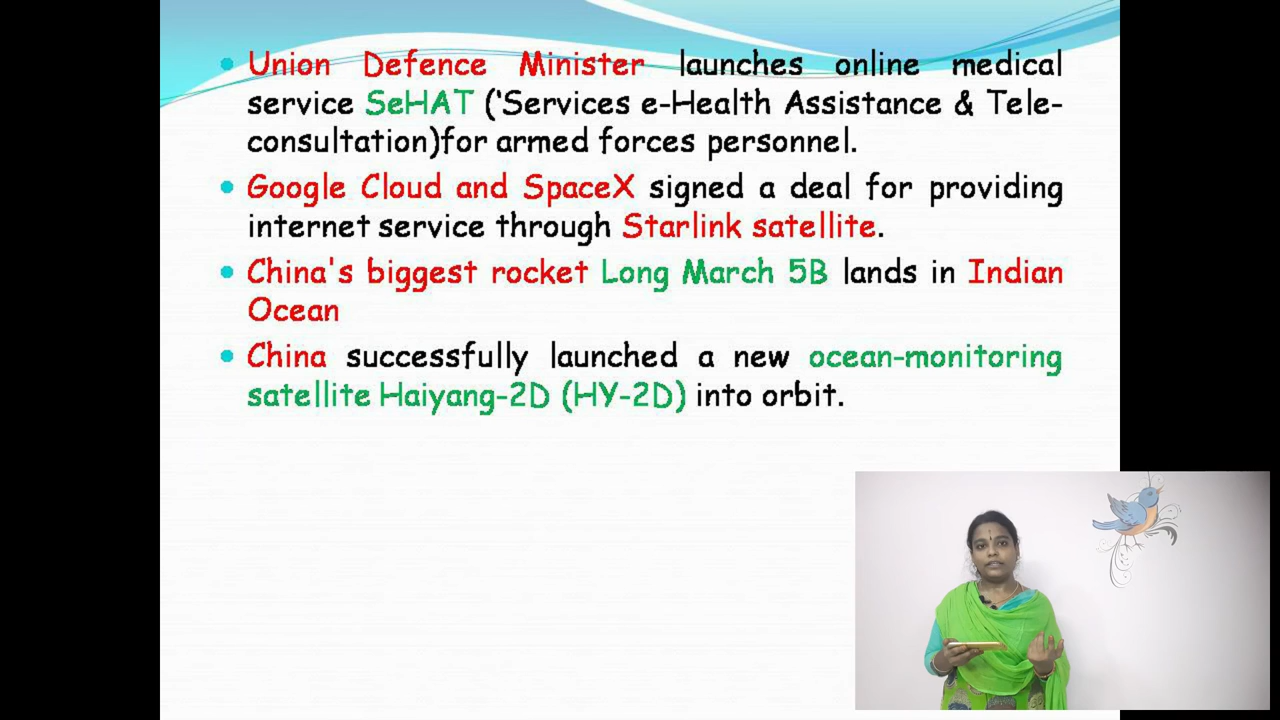 Union Defence Minister launches online medical
service SeHAT (‘Services e-Health Assistance & Tele-
consultation)for armed forces personnel.
Google Cloud and SpaceX signed a deal for providing
internet service through Starlink satellite.
China's biggest rocket Long March 5B lands in Indian
Ocean
China successfully launched a new ocean-monitoring
satellite Haiyang-2D (HY-2D) into orbit.